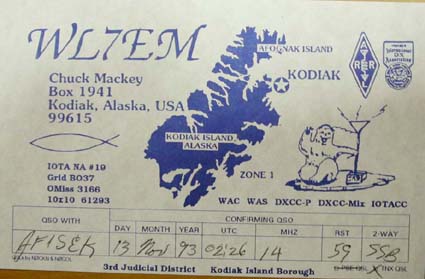 WL7EM
AFOGNAK ISLAND
KODIAK
Chuck Mackey
Box 1941
Kodiak, Alaska, USA
99615
ARRL
KODIAK ISLAND,
ALASKA
ZONE 1
IOTA NA #19
Grid BO37
OMiss 3166
10x10 61293
WAC WAS DXCC-P DXCC-Mix IOTACC
QSO WITH
CONFIRMING QSO
DAY MONTH YEAR UTC MHZ RST 2-WAY
13 Nov 93 02:26 14 59 SSB
3rd Judicial District Kodiak Island Borough